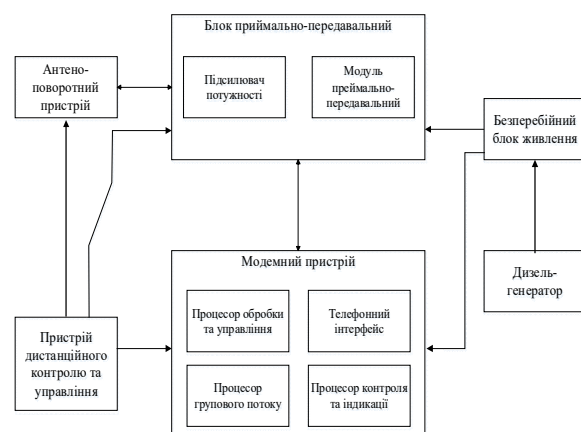 Блок приймально-передавальний
Антено-
поворотний
пристрій
Підсилювач
потужності
Модуль
преймально-
передавальний
Безперебійний
блок живлення
Модемний пристрій
Дизель-
генератор
Процесор обробки
та управління
Телефонний
інтерфейс
Пристрій
дистанційного
контролю та
управління
Процесор
групового потоку
Процесор контроля
та індикації